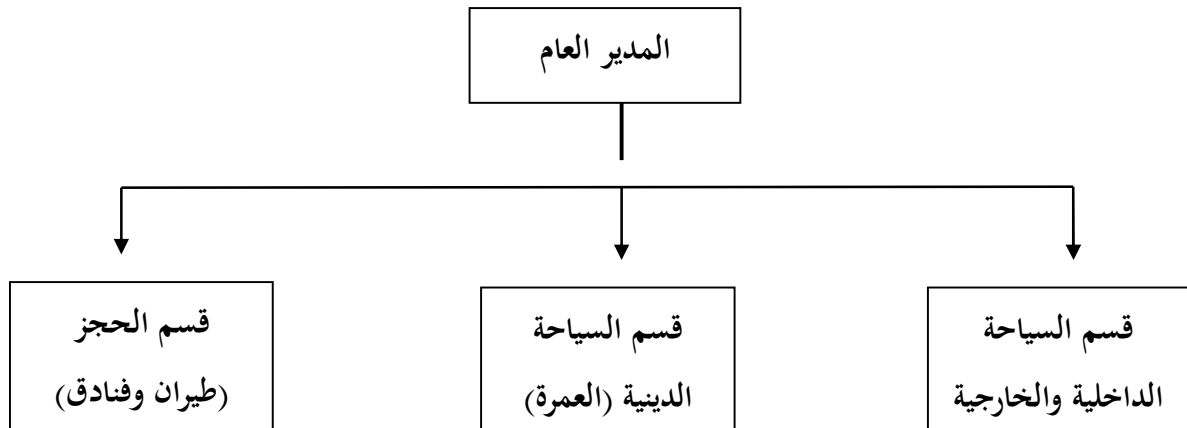 المدير العام
قسم السياحة
الداخلية والخارجية
قسم السياحة
الدينية (العمرة)
قسم الحجز
(طيران وفنادق)